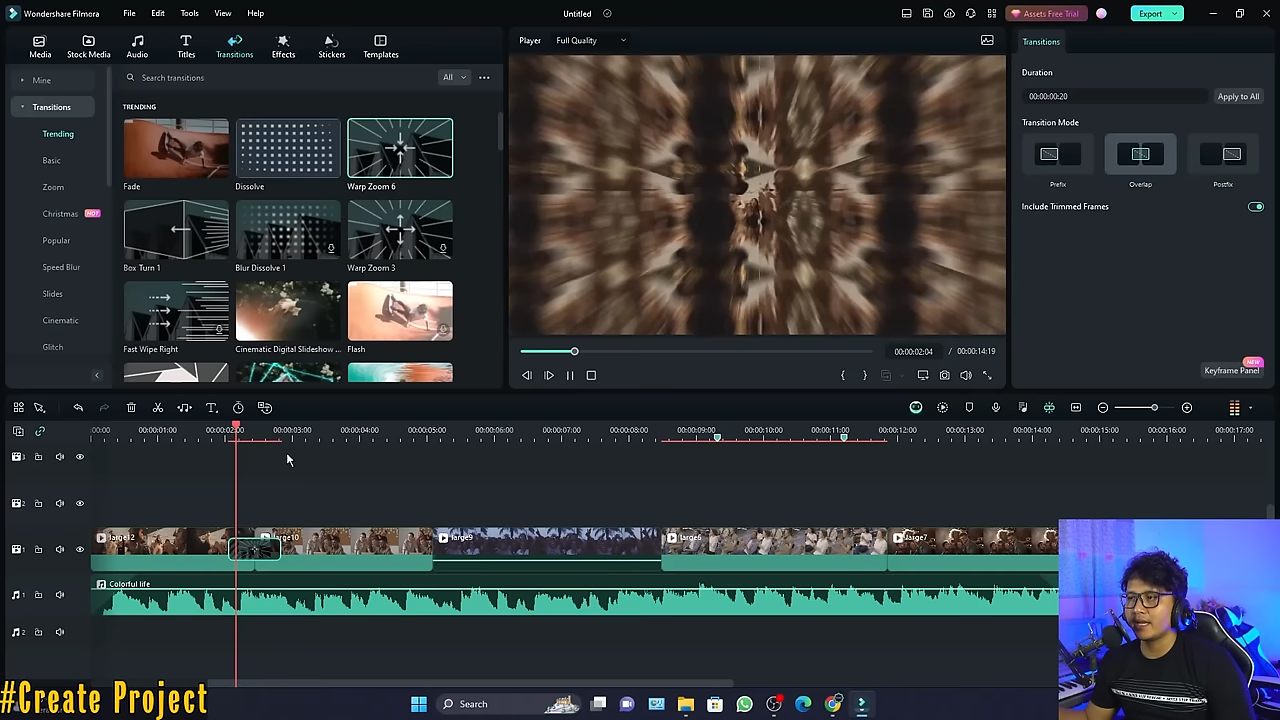 Wondershare Filmora
File
Edit
Tools
View
Help
Untitled
Assets Free Trial
Export
Media
Stock Media
Audio
Titles
Transitions
Effects
Stickers
Templates
Player
Full Quality
Transitions
Mine
Search transitions
All
Duration
00:00:00:20
Apply to All
Transitions
TRENDING
Trending
Basic
Zoom
Christmas
HOT
Popular
Speed Blur
Slides
Cinematic
Glitch
Fade
Dissolve
Warp Zoom 6
Box Turn 1
Blur Dissolve 1
Warp Zoom 3
Fast Wipe Right
Cinematic Digital Slideshow ...
Flash
Transition Mode
Prefix
Overlap
Postfix
Include Trimmed Frames
00:00:02:04
/ 00:00:14:19
NEW
Keyframe Panel
:00:00
00:00:01:00
00:00:02:00
00:00:03:00
00:00:04:00
00:00:05:00
00:00:06:00
00:00:07:00
00:00:08:00
00:00:09:00
00:00:10:00
00:00:11:00
00:00:12:00
00:00:13:00
00:00:14:00
00:00:15:00
00:00:16:00
00:00:17:00
3
2
1
large12
large10
large9
large6
large7
Colorful life
1
2
#Create Project
Search